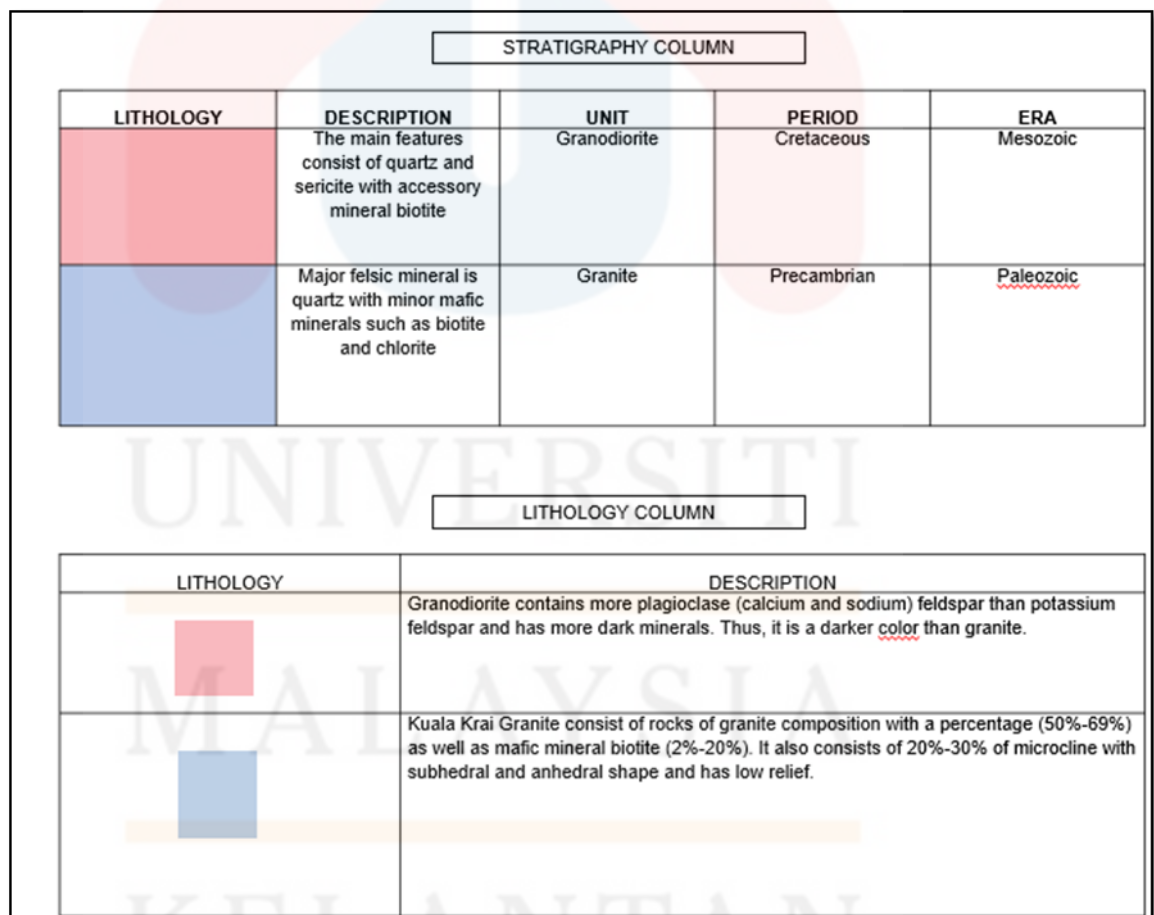 STRATIGRAPHY COLUMN
LITHOLOGY DESCRIPTION UNIT PERIOD ERA
The main features
consist of quartz and
sericite with accessory
mineral biotite
Granodiorite
Cretaceous
Mesozoic
Major felsic mineral is
quartz with minor mafic
minerals such as biotite
and chlorite
Granite
Precambrian
Paleozoic
UNIVERSITI
LITHOLOGY COLUMN
LITHOLOGY DESCRIPTION
Granodiorite contains more plagioclase (calcium and sodium) feldspar than potassium
feldspar and has more dark minerals. Thus, it is a darker color than granite.
MALAYSIA
Kuala Krai Granite consist of rocks of granite composition with a percentage (50%-69%)
as well as mafic mineral biotite (2%-20%). It also consists of 20%-30% of microcline with
subhedral and anhedral shape and has low relief.
KELANTAN